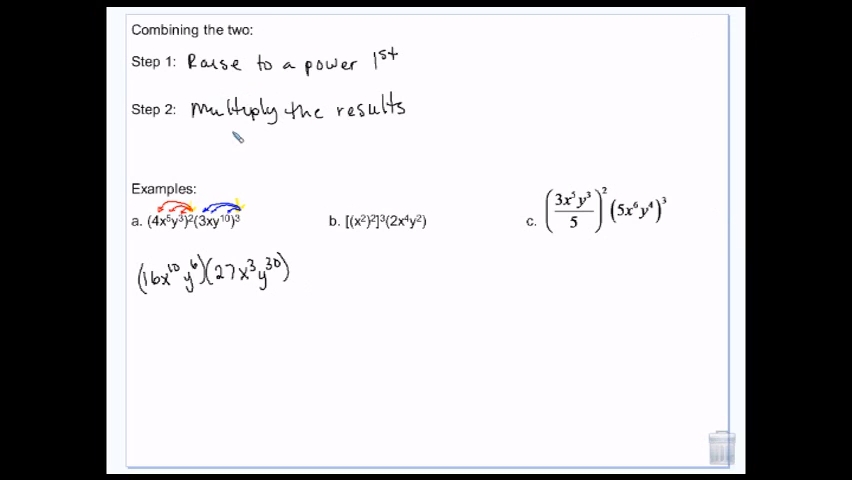 Combining the two:
Step 1: Raise to a power 1st
Step 2: Multiply the results
Examples:
a. (4x⁵y³)²(3xy¹⁰)³
b. [(x²)²]³(2x⁴y²)
c. (3x⁵y³/5)²(5x⁶y⁴)³
(16x¹⁰y⁶)(27x³y³⁰)